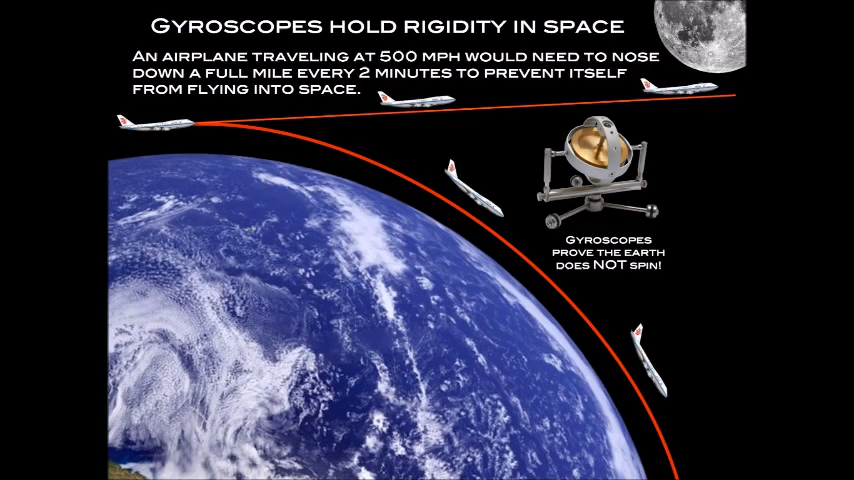 Gyroscopes hold rigidity in space
An airplane traveling at 500 mph would need to nose
down a full mile every 2 minutes to prevent itself
from flying into space.
Gyroscopes
prove the earth
does NOT spin!